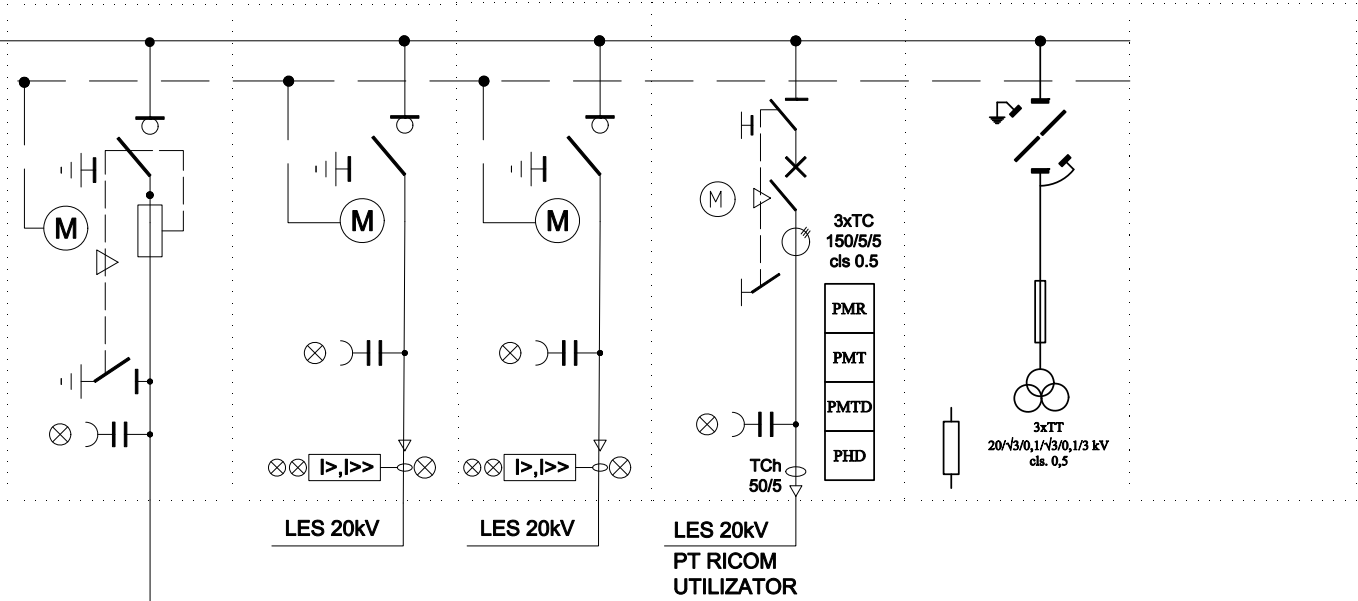 M
M
M
M
3xTC
150/5/5
cls 0.5
PMR
PMT
PMTD
PHD
3xTT
20/√3/0,1/√3/0,1/3 kV
cls. 0,5
I>,I>>
I>,I>>
TCh
50/5
LES 20kV
LES 20kV
LES 20kV
PT RICOM
UTILIZATOR